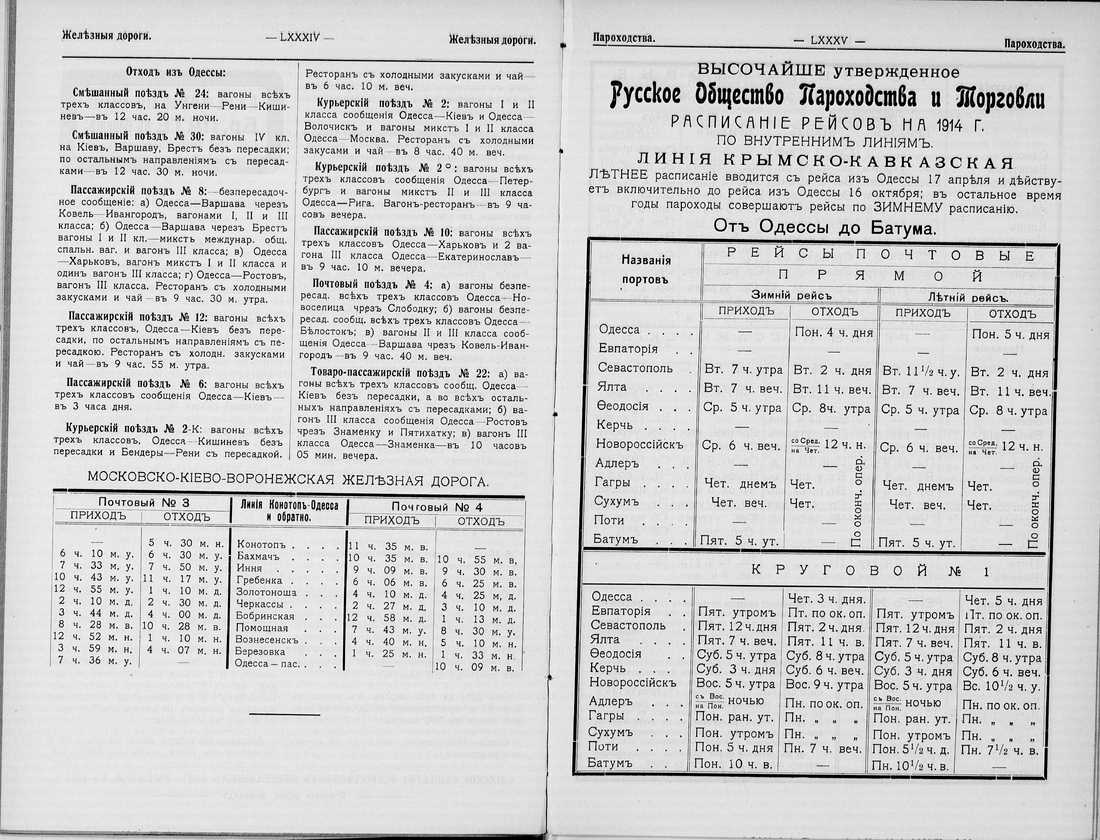 Желѣзныя дороги.
— LXXXIV —
Желѣзныя дороги.
Отходъ изъ Одессы:
Смѣшанный поѣздъ № 24: вагоны всѣхъ
трехъ классовъ, на Унгени—Рени—Киши-
невъ—въ 12 час. 20 м. ночи.
Смѣшанный поѣздъ № 30: вагоны IV кл.
на Кіевъ, Варшаву, Брестъ безъ пересадки;
по остальнымъ направленіямъ съ пересад-
ками—въ 12 час. 30 м. ночи.
Пассажирскій поѣздъ № 8: —безпересадоч-
ное сообщеніе: а) Одесса—Варшава черезъ
Ковель—Ивангородъ, вагонами I, II и III
класса; б) Одесса—Варшава черезъ Брестъ
вагоны I и II кл.—микстъ междунар. общ.
спальн. ваг. и вагонъ III класса; в) Одесса
—Харьковъ, вагонъ микстъ I и II класса и
одинъ вагонъ III класса; г) Одесса—Ростовъ,
вагонъ III класса. Ресторанъ съ холодными
закусками и чай—въ 9 час. 30 м. утра.
Пассажирскій поѣздъ № 12: вагоны всѣхъ
трехъ классовъ, Одесса—Кіевъ безъ пере-
садки, по остальнымъ направленіямъ съ пе-
ресадкою. Ресторанъ съ холодн. закусками
и чай—въ 9 час. 55 м. утра.
Пассажирскій поѣздъ № 6: вагоны всѣхъ
трехъ классовъ сообщенія Одесса—Кіевъ—
въ 3 часа дня.
Курьерскій поѣздъ № 2-К: вагоны всѣхъ
трехъ классовъ, Одесса—Кишиневъ безъ
пересадки и Бендеры—Рени съ пересадкой.
Ресторанъ съ холодными закусками и чай—
въ 6 час. 10 м. веч.
Курьерскій поѣздъ № 2: вагоны I и II
класса сообщенія Одесса—Кіевъ и Одесса—
Волочискъ и вагоны микстъ I и II класса
Одесса—Москва. Ресторанъ съ холодными
закусами и чай—въ 8 час. 40 м. веч.
Курьерскій поѣздъ № 2°: вагоны всѣхъ
трехъ классовъ сообщенія Одесса—Петер-
бургъ и вагоны микстъ II и III класса
Одесса—Рига. Вагонъ-ресторанъ—въ 9 ча-
совъ вечера.
Пассажирскій поѣздъ № 10: вагоны всѣхъ
трехъ классовъ Одесса—Харьковъ и 2 ва-
гона III класса Одесса—Екатеринославъ—
въ 9 час. 10 м. вечера.
Почтовый поѣздъ № 4: а) вагоны безпе-
ресад. всѣхъ трехъ классовъ Одесса—Но-
воселица чрезъ Слободку; б) вагоны безпе-
ресад. сообщ. всѣхъ трехъ классовъ Одесса—
Бѣлостокъ; в) вагоны II и III класса сооб-
щенія Одесса—Варшава чрезъ Ковель-Иван-
городъ—въ 9 час. 40 мин. веч.
Товаро-пассажирскій поѣздъ № 22: а) ва-
гоны всѣхъ трехъ классовъ сообщ. Одесса—
Кіевъ безъ пересадки, а во всѣхъ осталь-
ныхъ направленіяхъ съ пересадками; б) ва-
гонъ III класса сообщенія Одесса—Ростовъ
чрезъ Знаменку и Пятихатку; в) вагонъ III
класса Одесса—Знаменка—въ 10 часовъ
05 мин. вечера.
МОСКОВСКО-КІЕВО-ВОРОНЕЖСКАЯ ЖЕЛѢЗНАЯ ДОРОГА.
Почтовый № 3 Линія Конотопъ-Одесса и обратно. Почтовый № 4
ПРИХОДЪ ОТХОДЪ ПРИХОДЪ ОТХОДЪ
— 5 ч. 30 м. н. Конотопъ . . . . 11 ч. 35 м. в. —
6 ч. 10 м. у. 6 ч. 30 м. у. Бахмачъ . . . . 10 ч. 35 м. в. 10 ч. 55 м. в.
7 ч. 33 м. у. 7 ч. 50 м. у. Ичня . . . . 9 ч. 09 м. в. 9 ч. 30 м. в.
10 ч. 43 м. у. 11 ч. 17 м. у. Гребенка . . . . 6 ч. 06 м. в. 6 ч. 25 м. в.
12 ч. 55 м. у. 1 ч. 10 м. д. Золотоноша . . . 4 ч. 10 м. д. 4 ч. 25 м. д.
2 ч. 10 м. д. 2 ч. 30 м. д. Черкассы . . . 2 ч. 27 м. д. 3 ч. 10 м. д.
3 ч. 44 м. д. 4 ч. 00 м. д. Бобринская . . . 12 ч. 58 м. д. 1 ч. 13 м. д.
8 ч. 28 м. в. 10 ч. 28 м. в. Помощная . . . 7 ч. 43 м. у. 8 ч. 30 м. у.
12 ч. 52 м. н. 1 ч. 10 м. н. Вознесенскъ . . . 4 ч. 40 м. н. 5 ч. 10 м. н.
3 ч. 59 м. н. 4 ч. 07 м. н. Березовка . . . 1 ч. 25 м. н. 1 ч. 33 м. н.
7 ч. 36 м. у. — Одесса—пас. . . . — 10 ч. 09 м. в.
Пароходства.
— LXXXV —
Пароходства.
ВЫСОЧАЙШЕ утвержденное
Русское Общество Пароходства и Торговли
РАСПИСАНІЕ РЕЙСОВЪ НА 1914 Г.
ПО ВНУТРЕННИМЪ ЛИНІЯМЪ.
ЛИНІЯ КРЫМСКО-КАВКАЗСКАЯ
ЛѢТНЕЕ расписаніе вводится съ рейса изъ Одессы 17 апрѣля и дѣйству-
етъ включительно до рейса изъ Одессы 16 октября; въ остальное время
годы пароходы совершаютъ рейсы по ЗИМНЕМУ расписанію.
Отъ Одессы до Батума.
Названія портовъ
РЕЙСЫ ПОЧТОВЫЕ
ПРЯМОЙ
Зимній рейсъ Лѣтній рейсъ.
ПРИХОДЪ ОТХОДЪ ПРИХОДЪ ОТХОДЪ
Одесса . . . . — Пон. 4 ч. дня — Пон. 5 ч. дня
Евпаторія . . — — — —
Севастополь . Вт. 7 ч. утра Вт. 2 ч. дня Вт. 11 1/2 ч. у. Вт. 2 ч. дня
Ялта . . . . Вт. 7 ч. веч. Вт. 11 ч. веч. Вт. 7 ч. веч. Вт. 11 ч. веч.
Ѳеодосія . . . Ср. 5 ч. утра Ср. 8ч. утра Ср. 5 ч. утра Ср. 8 ч. утра
Керчь . . . . — — — —
Новороссійскъ Ср. 6 ч. веч. со Сред. на Чет. 12 ч. н. Ср. 6 ч. веч. со Сред. на Чет. 12 ч. н.
Адлеръ . . . — — — —
Гагры . . . . Чет. днемъ Чет. Чет. днемъ Чет.
Сухумъ . . . Чет. веч. Чет. Чет. веч. Чет.
Поти . . . . — — — —
Батумъ . . . Пят. 5 ч. утра — Пят. 5 ч. утра —
По оконч. опер.
По оконч. опер.
КРУГОВОЙ № 1
Одесса . . . . — Чет. 3 ч. дня. — Чет. 5 ч. дня
Евпаторія . . . Пят. утромъ Пт. по ок. оп. Пят. утромъ Пт. по ок. оп.
Севастополь . . Пят. 12 ч. дня Пят. 2 ч. дня Пят. 12 ч. дня Пят. 2 ч. дня
Ялта . . . . Пят. 7 ч. веч. Пят. 11 ч. в. Пят. 7 ч. веч. Пят. 11 ч. в.
Ѳеодосія . . . Суб. 5 ч. утра Суб. 8 ч. утра Суб. 5 ч. утра Суб. 8 ч. утра
Керчь . . . . Суб. 3 ч. дня Суб. 6 ч. веч. Суб. 3 ч. дня Суб. 6 ч. веч.
Новороссійскъ Вос. 5 ч. утра Вос. 9 ч. утра Вос. 5 ч. утра Вс. 10 1/2 ч. у.
Адлеръ . . . съ Вос. на Пон. ночью Пн. по ок. оп. съ Вос. на Пон. ночью Пн. по ок. оп.
Гагры . . . . Пон. ран. ут. Пн. „ „ „ Пон. ран. ут. Пн. „ „ „
Сухумъ . . . Пон. утромъ Пн. „ „ „ Пон. утромъ Пн. „ „ „
Поти . . . . Пон. 5 ч. дня Пн. 7 ч. веч. Пон. 5 1/2 ч. д. Пн. 7 1/2 ч. в.
Батумъ . . . Пон. 10 ч. в. — Пн. 10 1/2 ч. в. —